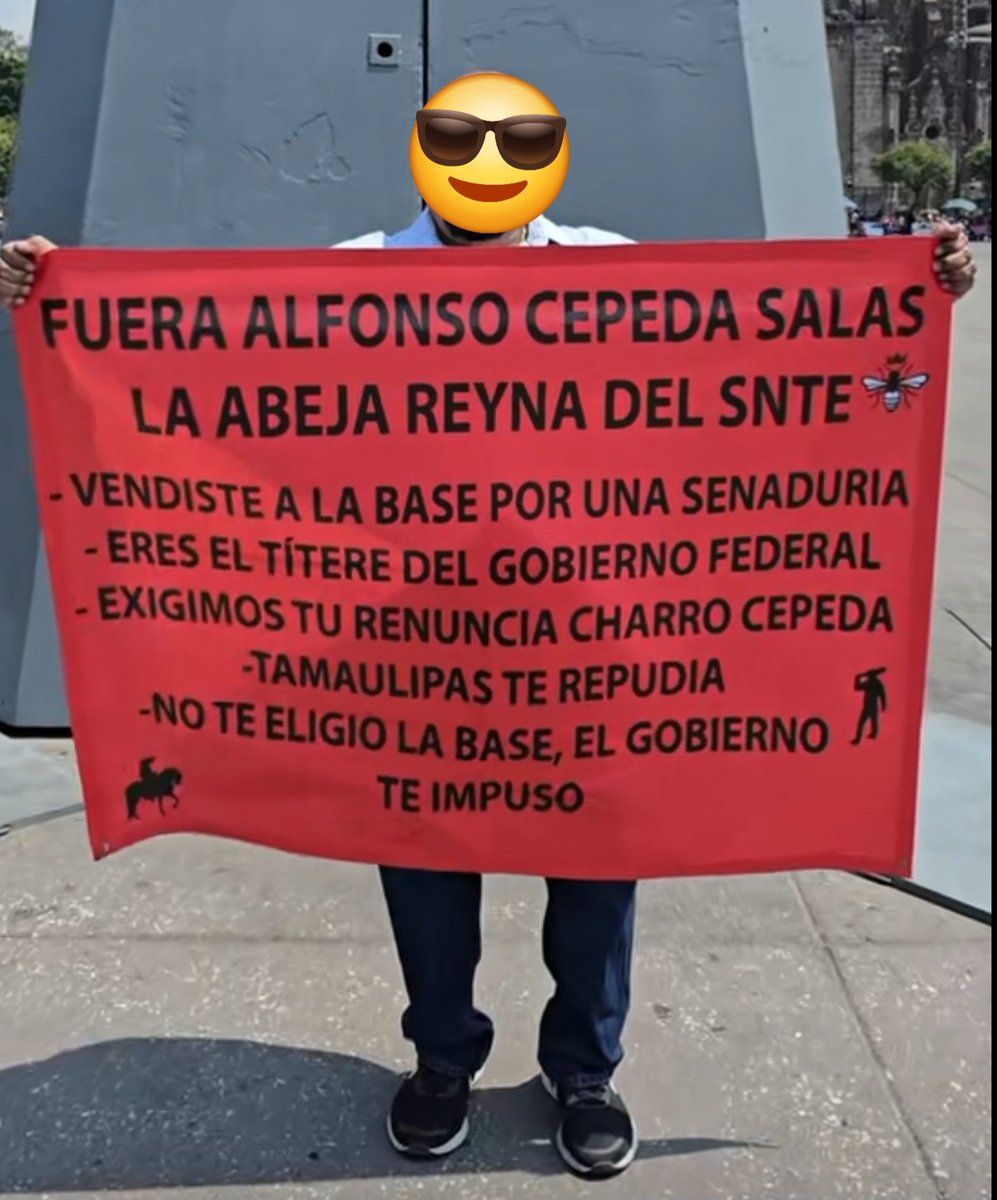 FUERA ALFONSO CEPEDA SALAS
LA ABEJA REYNA DEL SNTE
- VENDISTE A LA BASE POR UNA SENADURIA
- ERES EL TÍTERE DEL GOBIERNO FEDERAL
- EXIGIMOS TU RENUNCIA CHARRO CEPEDA
-TAMAULIPAS TE REPUDIA
-NO TE ELIGIO LA BASE, EL GOBIERNO
TE IMPUSO